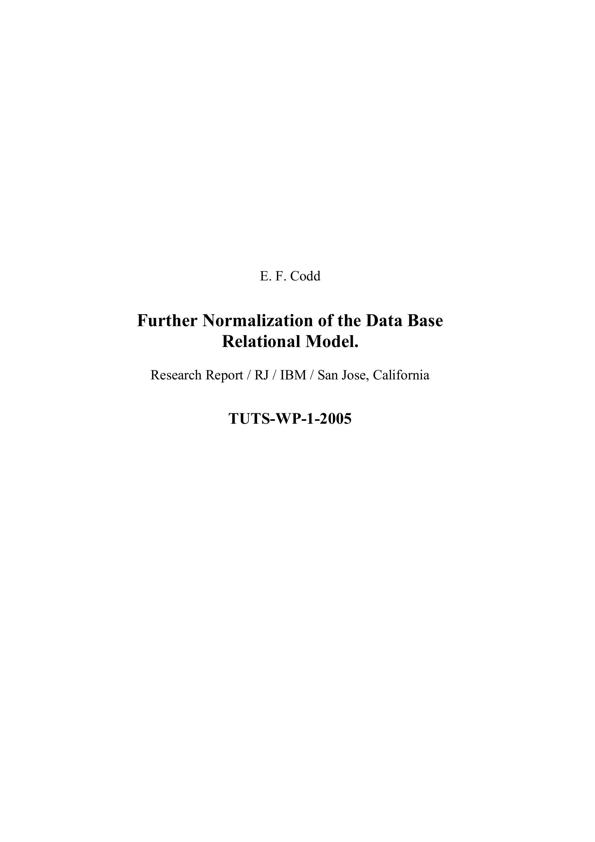 E. F. Codd
Further Normalization of the Data Base
Relational Model.
Research Report / RJ / IBM / San Jose, California
TUTS-WP-1-2005